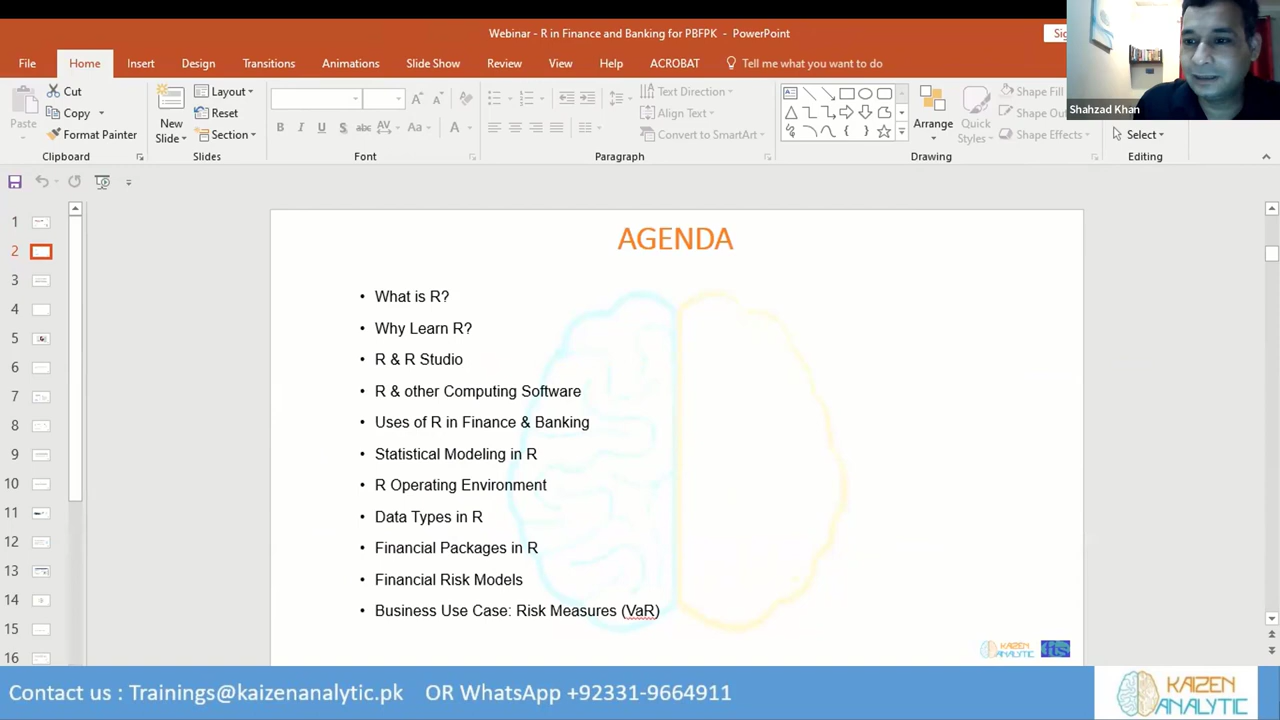 Webinar - R in Finance and Banking for PBFPK - PowerPoint
Shahzad Khan
File Home Insert Design Transitions Animations Slide Show Review View Help ACROBAT Tell me what you want to do
Paste
Cut
Copy
Format Painter
Clipboard
New
Slide
Layout
Reset
Section
Slides
B I U S abc AV Aa A
Font
Text Direction
Align Text
Convert to SmartArt
Paragraph
Arrange
Quick
Styles
Shape Fill
Shape Effects
Drawing
Select
Editing
1
2
3
4
5
6
7
8
9
10
11
12
13
14
15
16
AGENDA
• What is R?
• Why Learn R?
• R & R Studio
• R & other Computing Software
• Uses of R in Finance & Banking
• Statistical Modeling in R
• R Operating Environment
• Data Types in R
• Financial Packages in R
• Financial Risk Models
• Business Use Case: Risk Measures (VaR)
KAIZEN
ANALYTIC
fts
Contact us : Trainings@kaizenanalytic.pk OR WhatsApp +92331-9664911
KAIZEN
ANALYTIC